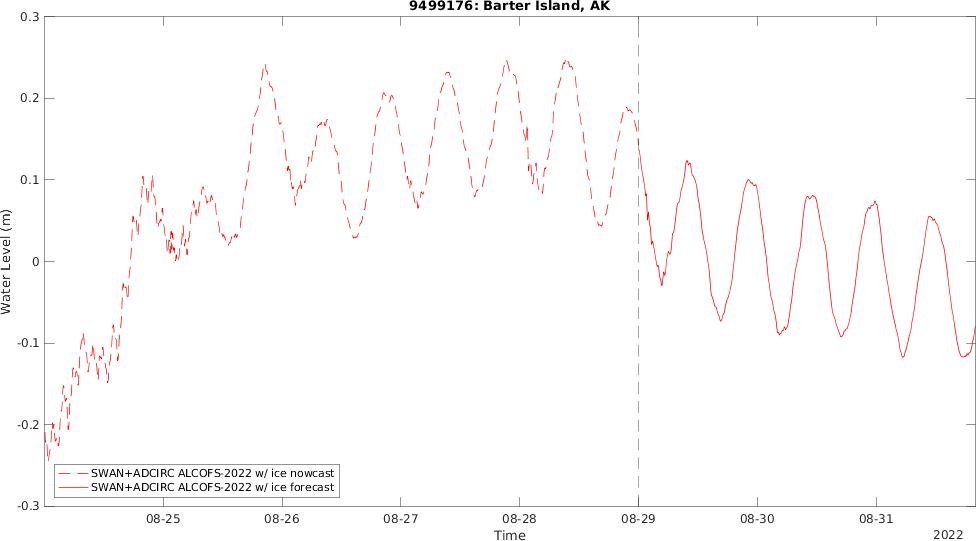 9499176: Barter Island, AK
Water Level (m)
0.3
0.2
0.1
0
-0.1
-0.2
-0.3
SWAN+ADCIRC ALCOFS-2022 w/ ice nowcast
SWAN+ADCIRC ALCOFS-2022 w/ ice forecast
08-25 08-26 08-27 08-28 08-29 08-30 08-31
Time
2022